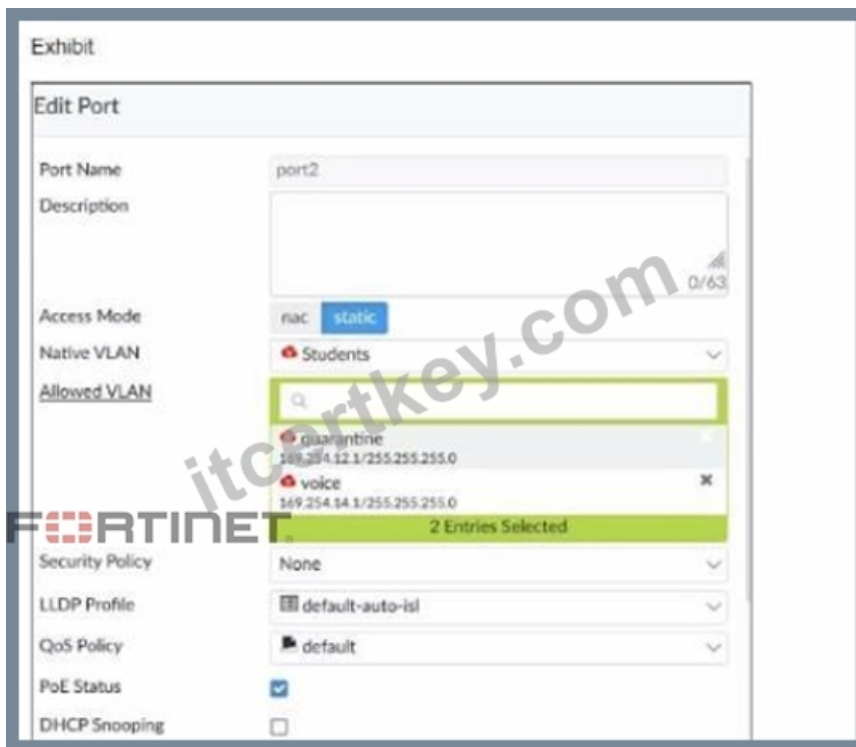 Exhibit
Edit Port
Port Name port2
Description
0/63
Access Mode nac static
Native VLAN Students
Allowed VLAN
quarantine
169.254.12.1/255.255.255.0
voice
169.254.14.1/255.255.255.0
2 Entries Selected
Security Policy None
LLDP Profile default-auto-isl
QoS Policy default
PoE Status
DHCP Snooping
itcertkey.com
FORTINET